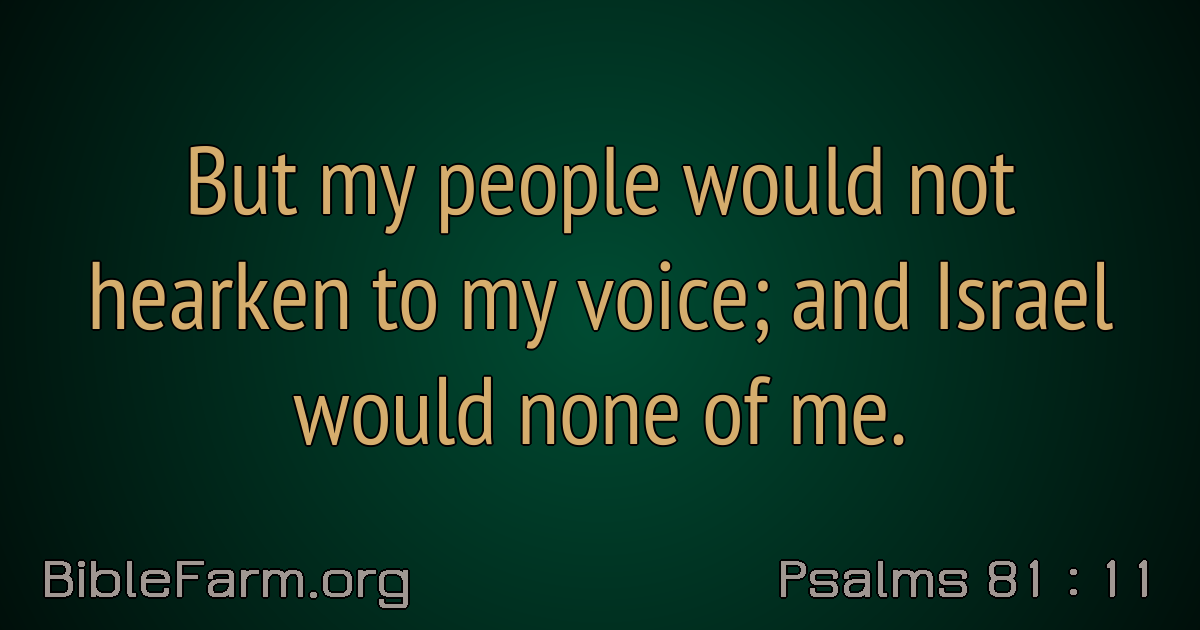 But my people would not
hearken to my voice; and Israel
would none of me.
BibleFarm.org
Psalms 81 : 11